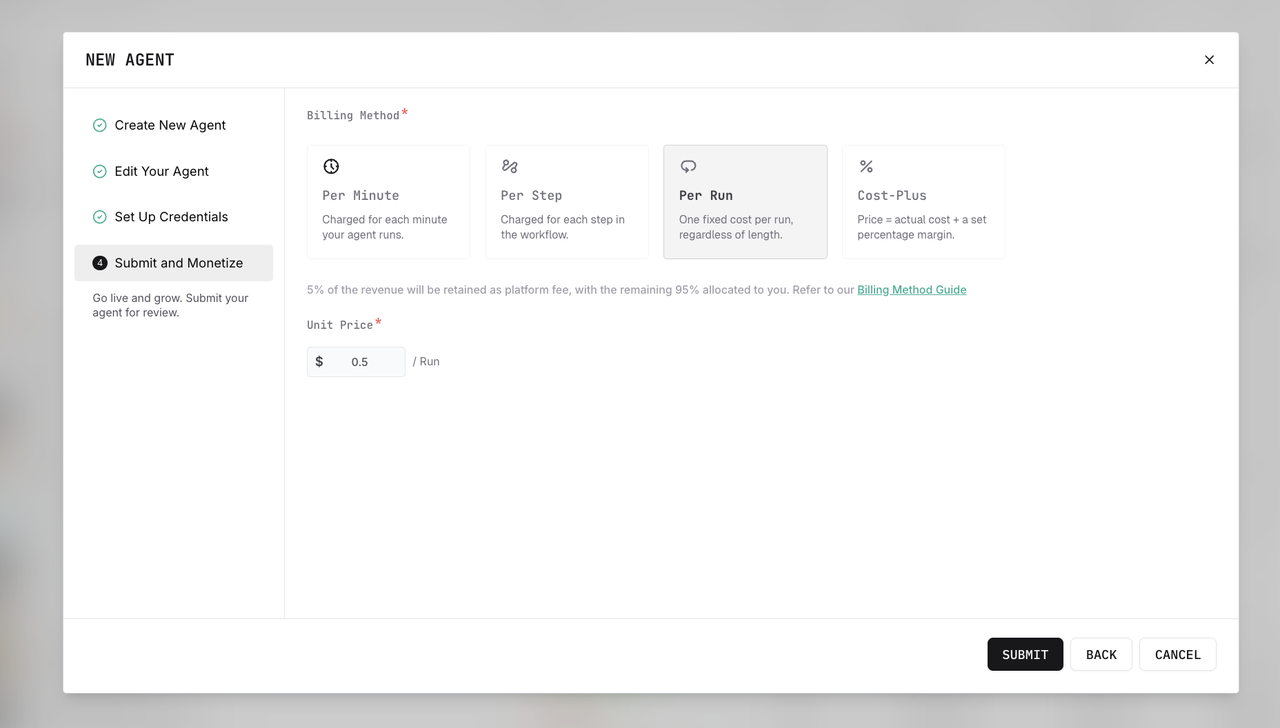 NEW AGENT
Create New Agent
Edit Your Agent
Set Up Credentials
4 Submit and Monetize
Go live and grow. Submit your
agent for review.
Billing Method*
Per Minute
Charged for each minute
your agent runs.
Per Step
Charged for each step in
the workflow.
Per Run
One fixed cost per run,
regardless of length.
Cost-Plus
Price = actual cost + a set
percentage margin.
5% of the revenue will be retained as platform fee, with the remaining 95% allocated to you. Refer to our Billing Method Guide
Unit Price*
$ 0.5 / Run
SUBMIT BACK CANCEL